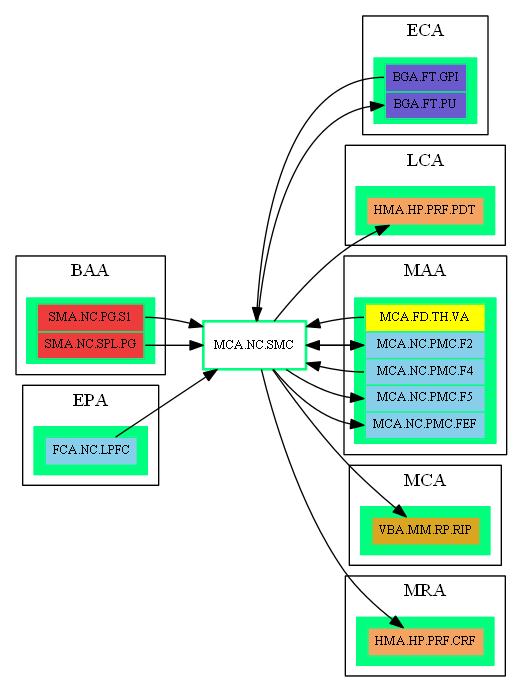 ECA
BGA.FT.GPI
BGA.FT.PU
LCA
HMA.HP.PRF.PDT
BAA
SMA.NC.PG.S1
SMA.NC.SPL.PG
MAA
MCA.FD.TH.VA
MCA.NC.PMC.F2
MCA.NC.PMC.F4
MCA.NC.PMC.F5
MCA.NC.PMC.FEF
MCA.NC.SMC
EPA
FCA.NC.LPFC
MCA
VBA.MM.RP.RIP
MRA
HMA.HP.PRF.CRF